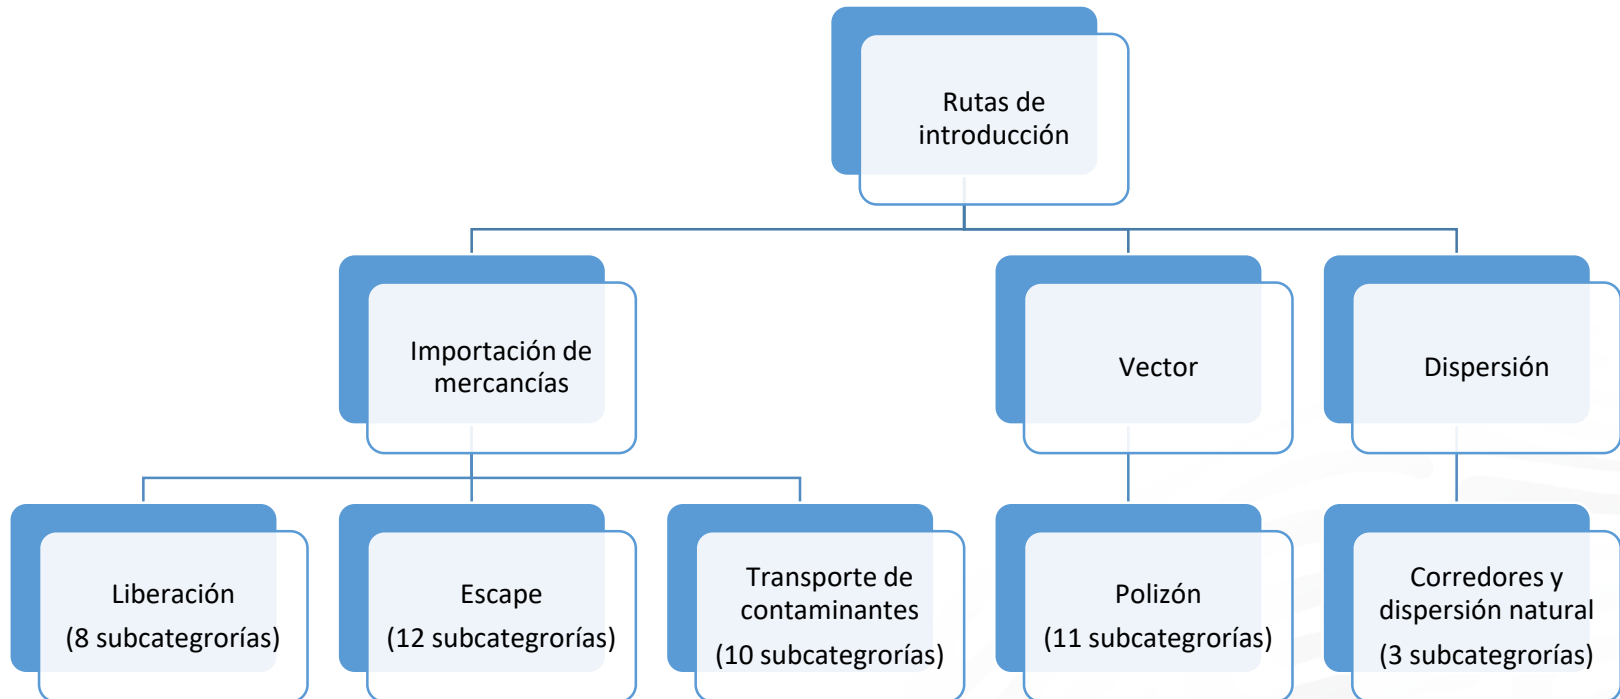 Rutas de
introducción
Importación de
mercancías
Vector
Dispersión
Liberación
(8 subcategrorías)
Escape
(12 subcategrorías)
Transporte de
contaminantes
(10 subcategrorías)
Polizón
(11 subcategrorías)
Corredores y
dispersión natural
(3 subcategrorías)